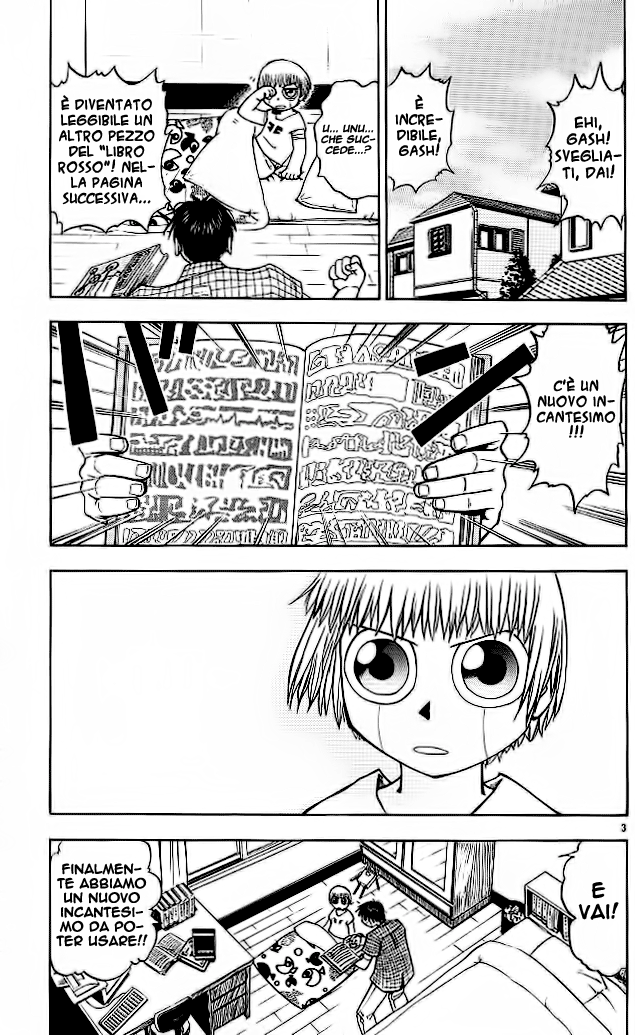 EHI,
GASH!
SVEGLIA-
TI, DAI!
È
INCRE-
DIBILE,
GASH!
U... UNU...
CHE SUC-
CEDE...?
È DIVENTATO
LEGGIBILE UN
ALTRO PEZZO
DEL "LIBRO
ROSSO"! NEL-
LA PAGINA
SUCCESSIVA...
C'È UN
NUOVO IN-
CANTESIMO
!!!
3
E
VAI!
FINALMEN-
TE ABBIAMO
UN NUOVO
INCANTESI-
MO DA PO-
TER USARE!!